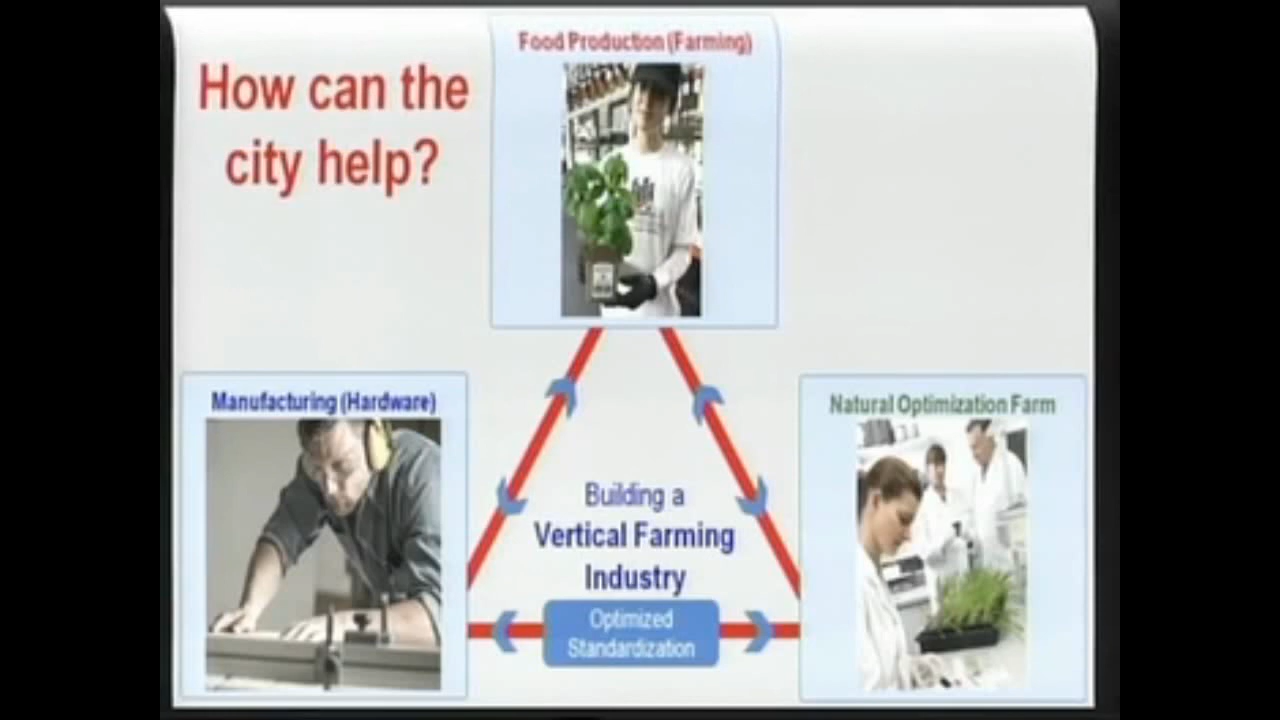 How can the
city help?
Food Production (Farming)
Manufacturing (Hardware)
Natural Optimization Farm
Building a
Vertical Farming
Industry
Optimized
Standardization